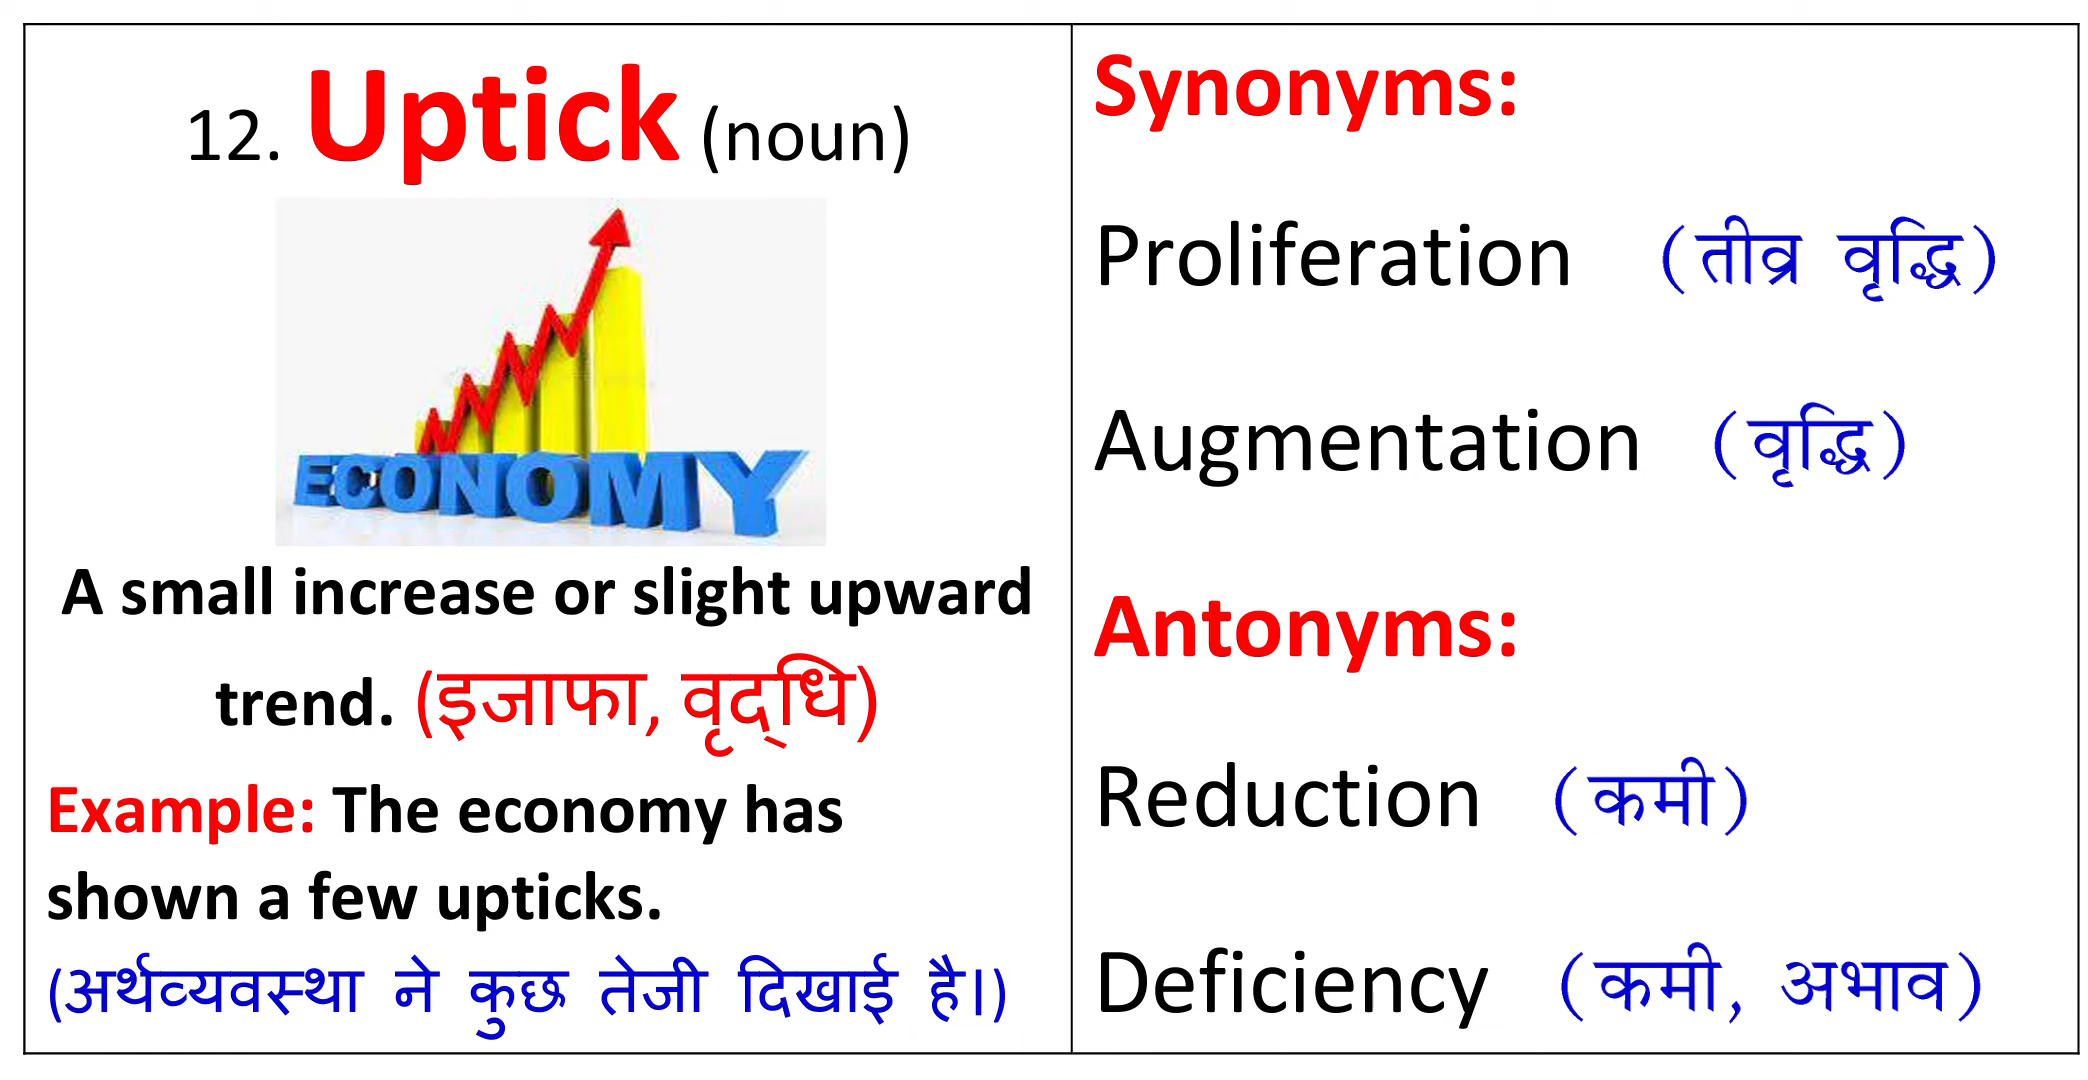 12. Uptick (noun)
ECONOMY
A small increase or slight upward
trend. (इजाफा, वृद्‌धि)
Example: The economy has
shown a few upticks.
(अर्थव्यवस्था ने कुछ तेजी दिखाई है।)
Synonyms:
Proliferation (तीव्र वृद्धि)
Augmentation (वृद्धि)
Antonyms:
Reduction (कमी)
Deficiency (कमी, अभाव)